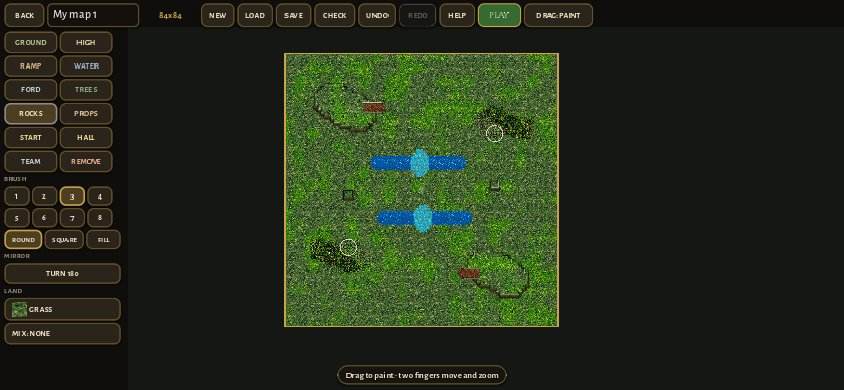 BACK My map 1 84x84 NEW LOAD SAVE CHECK UNDO REDO HELP PLAY DRAG: PAINT
GROUND HIGH
RAMP WATER
FORD TREES
ROCKS PROPS
START HALL
TEAM REMOVE
BRUSH
1 2 3 4
5 6 7 8
ROUND SQUARE FILL
MIRROR
TURN 180
LAND
GRASS
MIX: NONE
Drag to paint · two fingers move and zoom